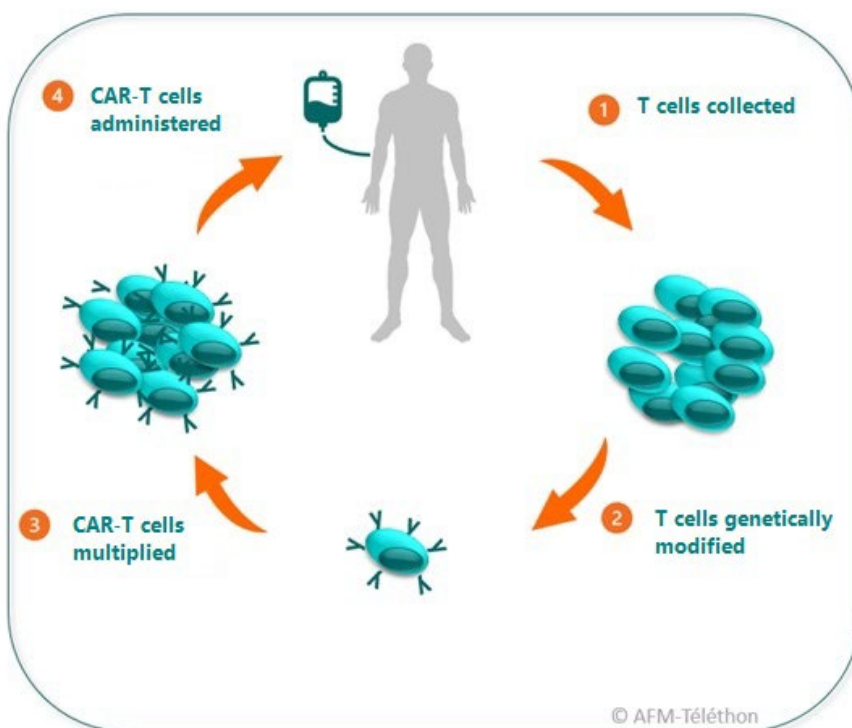 1 T cells collected
2 T cells genetically
modified
3 CAR-T cells
multiplied
4 CAR-T cells
administered
© AFM-Téléthon